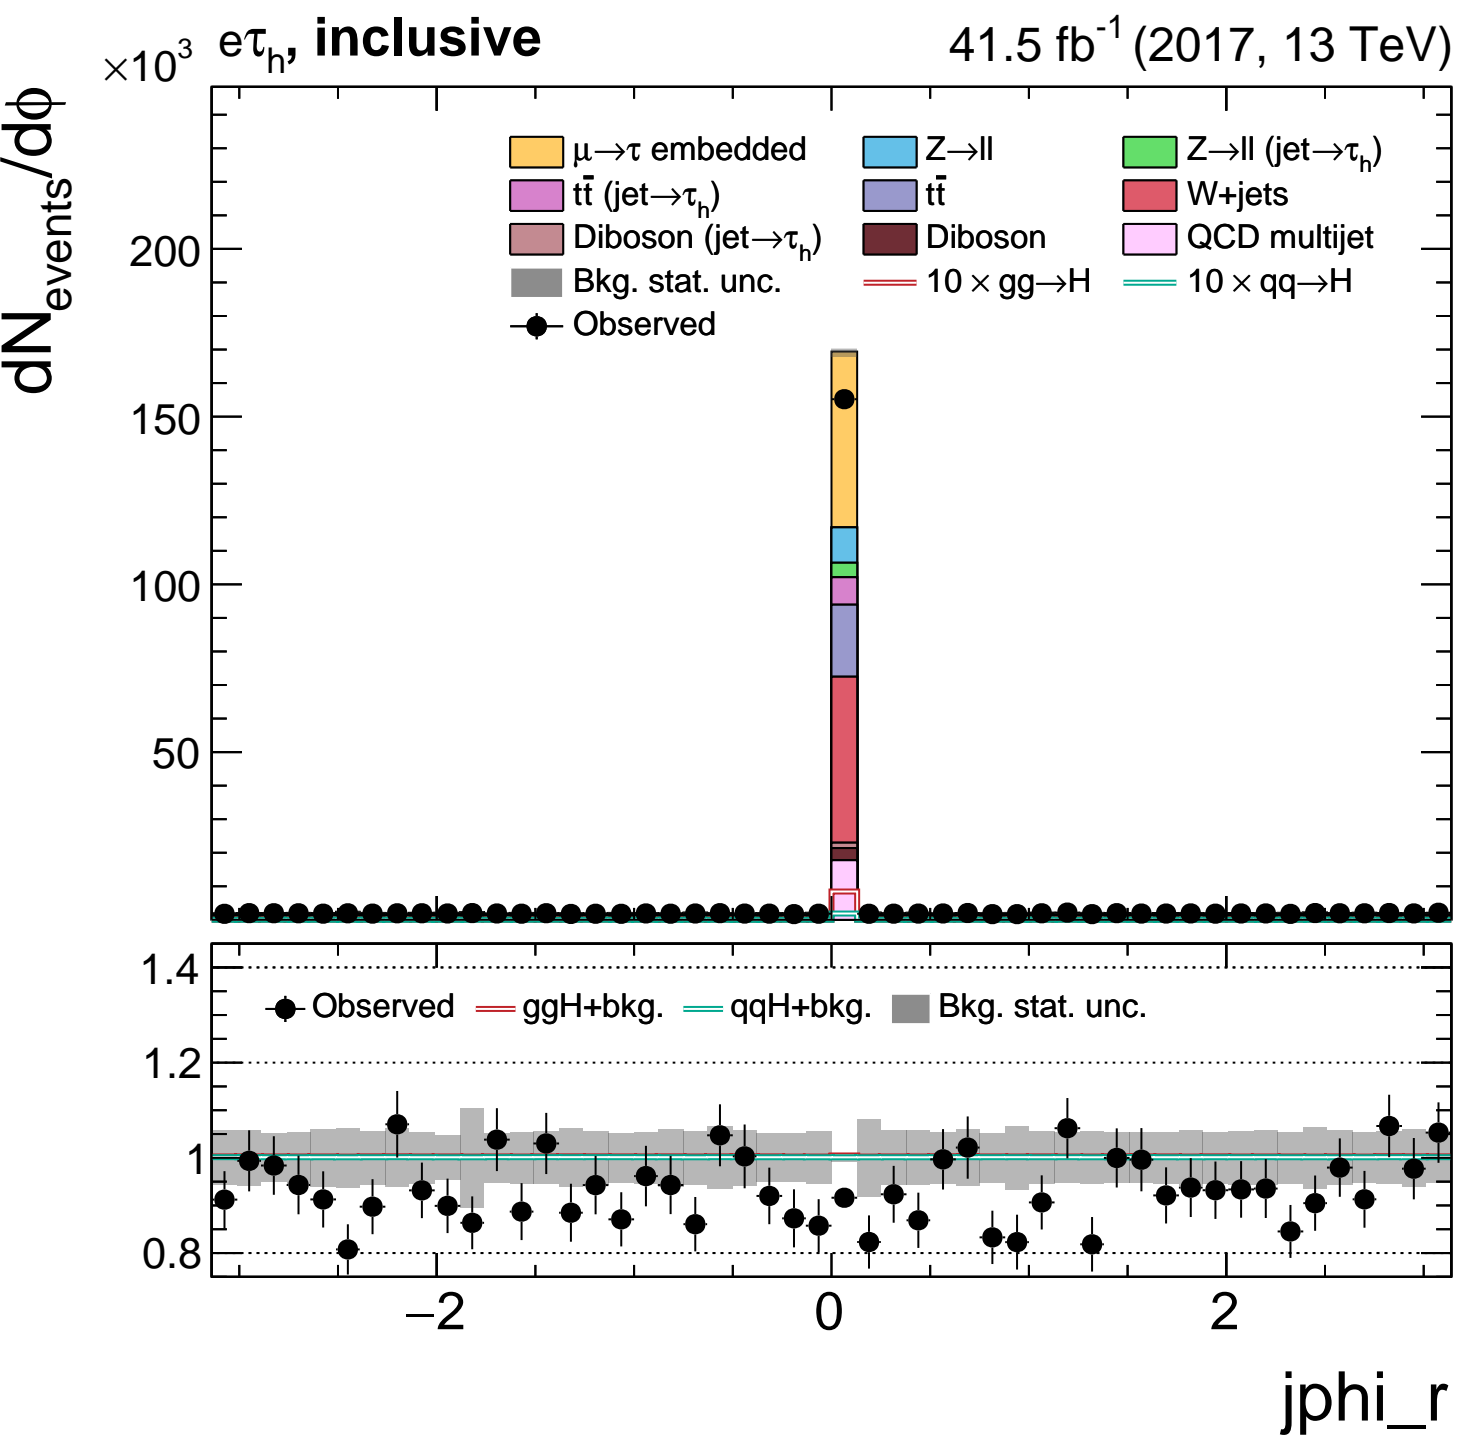 eτh, inclusive 41.5 fb-1 (2017, 13 TeV)
×10³
dNevents/dϕ
μ→τ embedded Z→ll Z→ll (jet→τh)
tt̄ (jet→τh) tt̄ W+jets
Diboson (jet→τh) Diboson QCD multijet
Bkg. stat. unc. 10 × gg→H 10 × qq→H
Observed
200
150
100
50
1.4
Observed ggH+bkg. qqH+bkg. Bkg. stat. unc.
1.2
1
0.8
−2 0 2
jphi_r